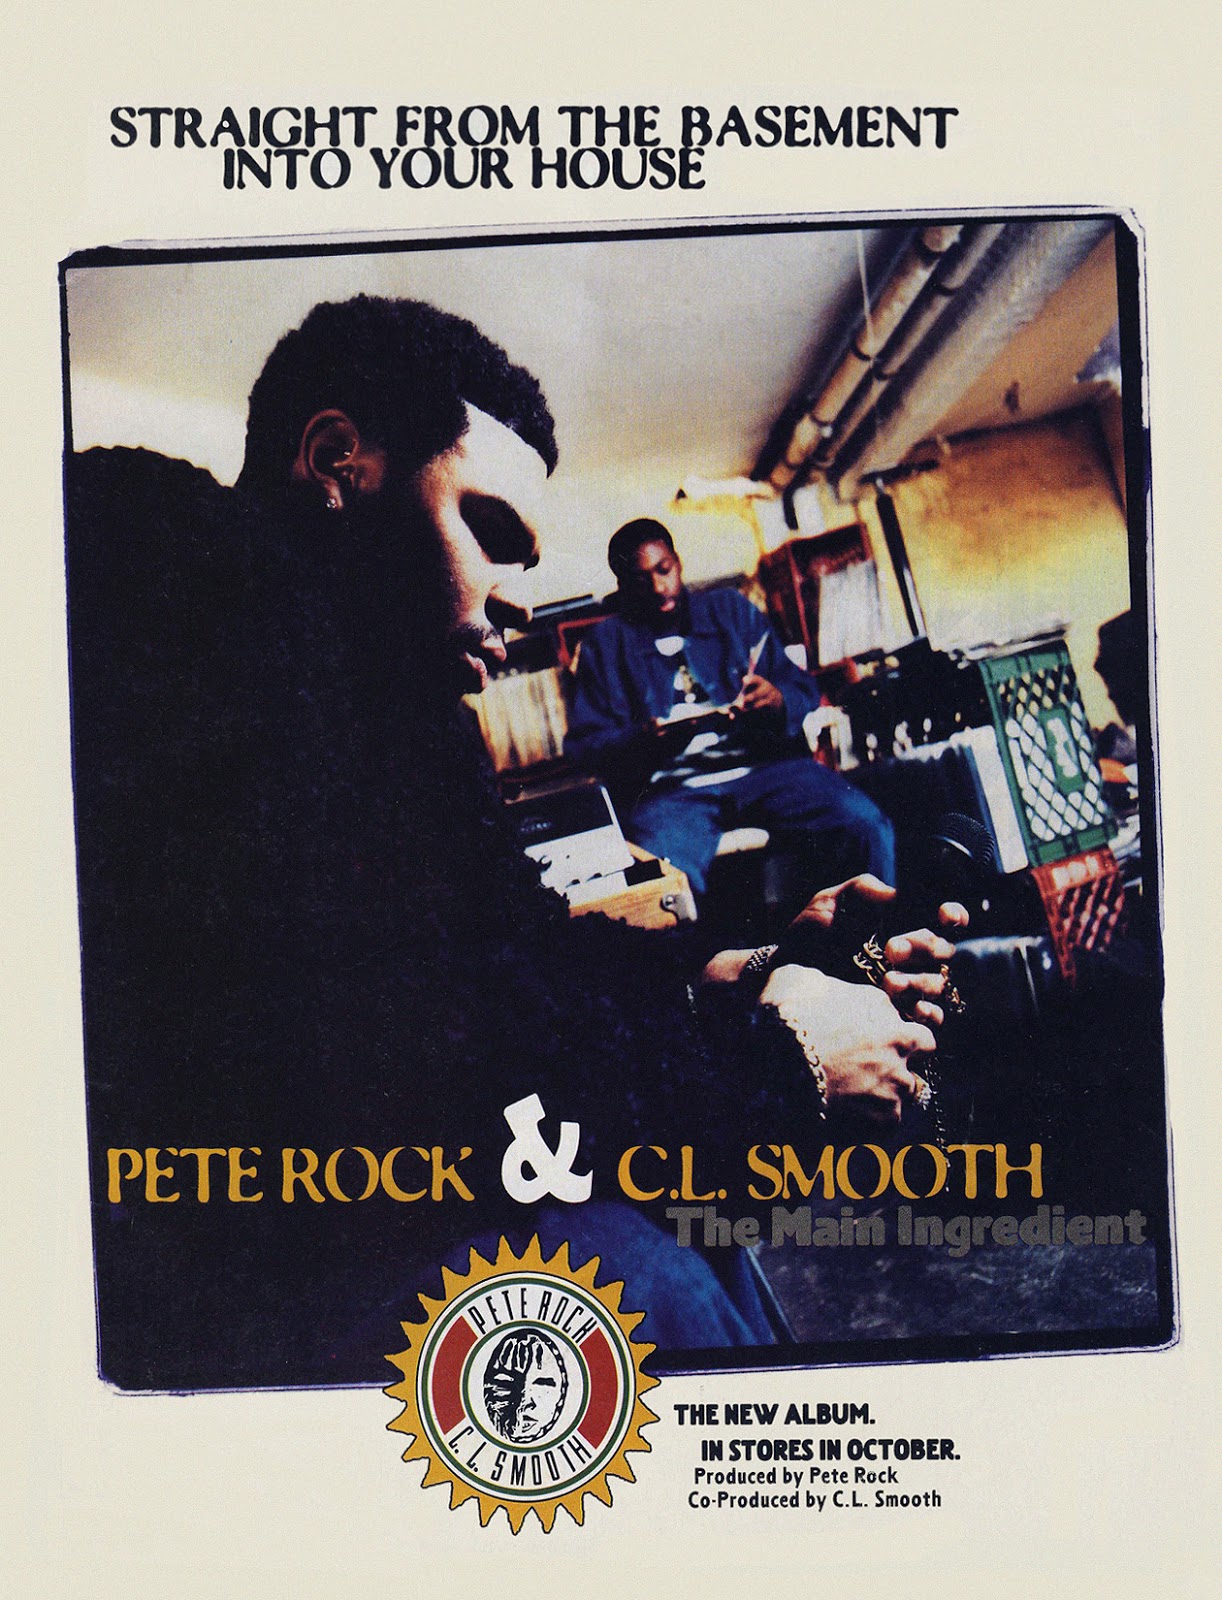 STRAIGHT FROM THE BASEMENT
INTO YOUR HOUSE
PETE ROCK & C.L. SMOOTH
The Main Ingredient
PETE ROCK
C. L. SMOOTH
THE NEW ALBUM.
IN STORES IN OCTOBER.
Produced by Pete Rock
Co-Produced by C.L. Smooth